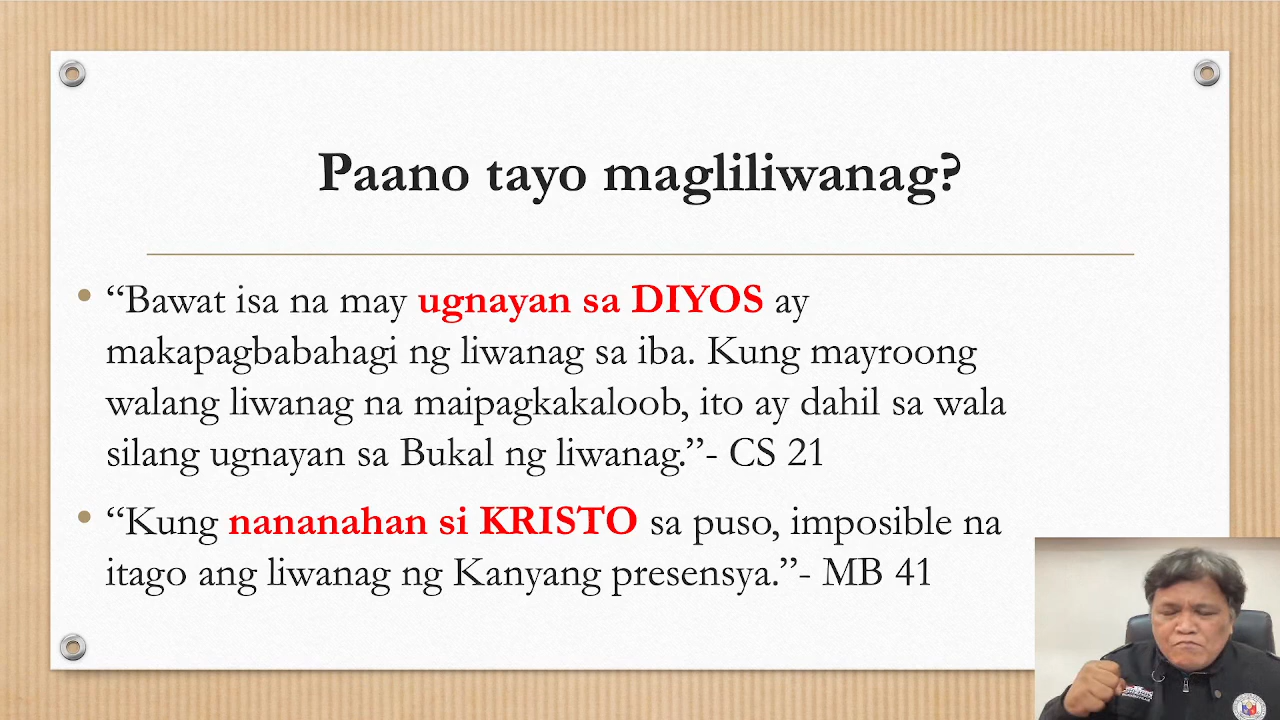 Paano tayo magliliwanag?
• “Bawat isa na may ugnayan sa DIYOS ay
makapagbabahagi ng liwanag sa iba. Kung mayroong
walang liwanag na maipagkakaloob, ito ay dahil sa wala
silang ugnayan sa Bukal ng liwanag.”- CS 21
• “Kung nananahan si KRISTO sa puso, imposible na
itago ang liwanag ng Kanyang presensya.”- MB 41